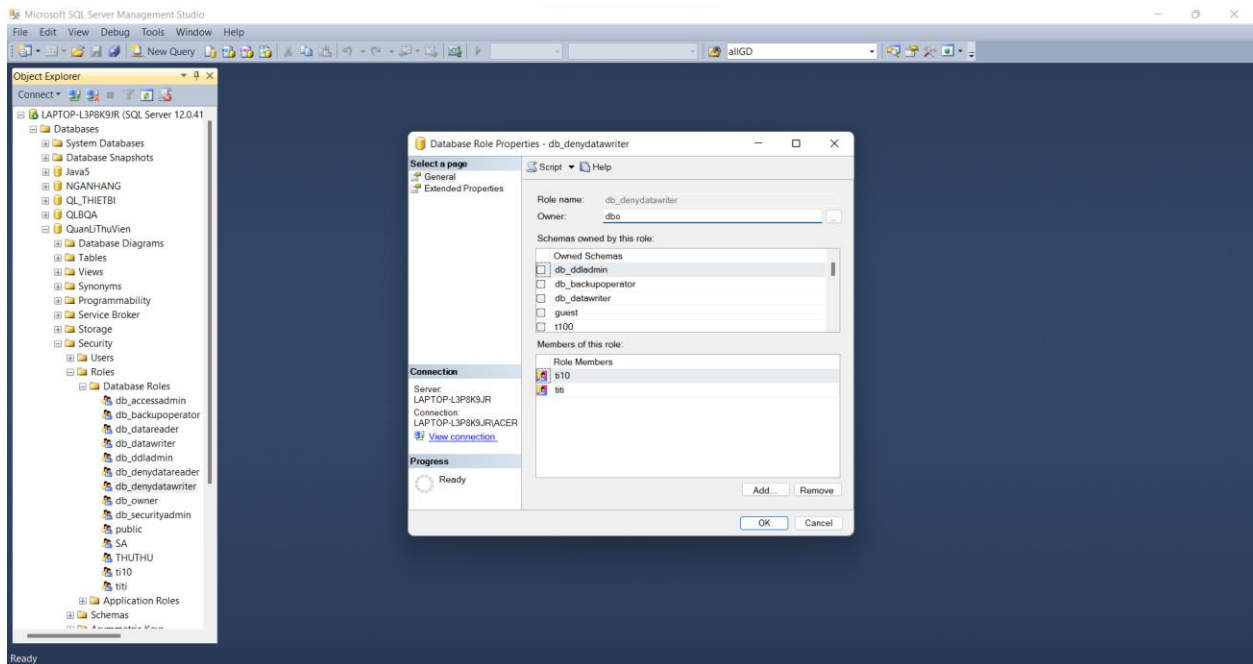 Microsoft SQL Server Management Studio
File Edit View Debug Tools Window Help
New Query allGD
Object Explorer
Connect
LAPTOP-L3P8K9JR (SQL Server 12.0.41
Databases
System Databases
Database Snapshots
Java5
NGANHANG
QL_THIETBI
QLBQA
QuanLiThuVien
Database Diagrams
Tables
Views
Synonyms
Programmability
Service Broker
Storage
Security
Users
Roles
Database Roles
db_accessadmin
db_backupoperator
db_datareader
db_datawriter
db_ddladmin
db_denydatareader
db_denydatawriter
db_owner
db_securityadmin
public
SA
THUTHU
ti10
titi
Application Roles
Schemas
Database Role Properties - db_denydatawriter
Select a page
General
Extended Properties
Script Help
Role name: db_denydatawriter
Owner: dbo
...
Schemas owned by this role:
Owned Schemas
db_ddladmin
db_backupoperator
db_datawriter
guest
t100
Members of this role:
Role Members
ti10
titi
Connection
Server:
LAPTOP-L3P8K9JR
Connection:
LAPTOP-L3P8K9JR\ACER
View connection
Progress
Ready
Add... Remove
OK Cancel
Ready